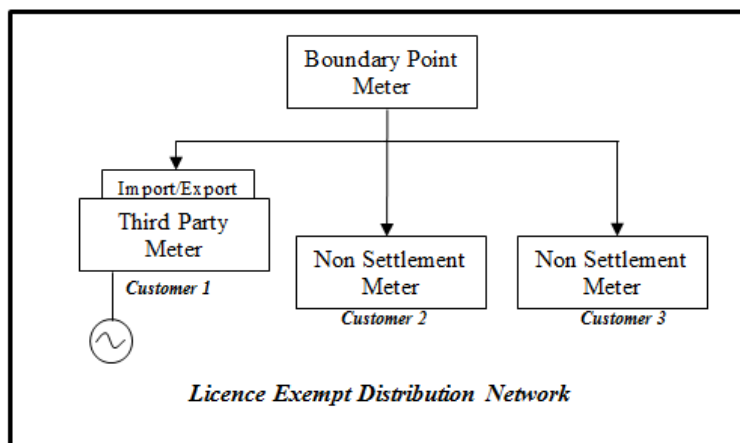 Boundary Point
Meter
Import/Export
Third Party
Meter
Customer 1
Non Settlement
Meter
Customer 2
Non Settlement
Meter
Customer 3
Licence Exempt Distribution Network